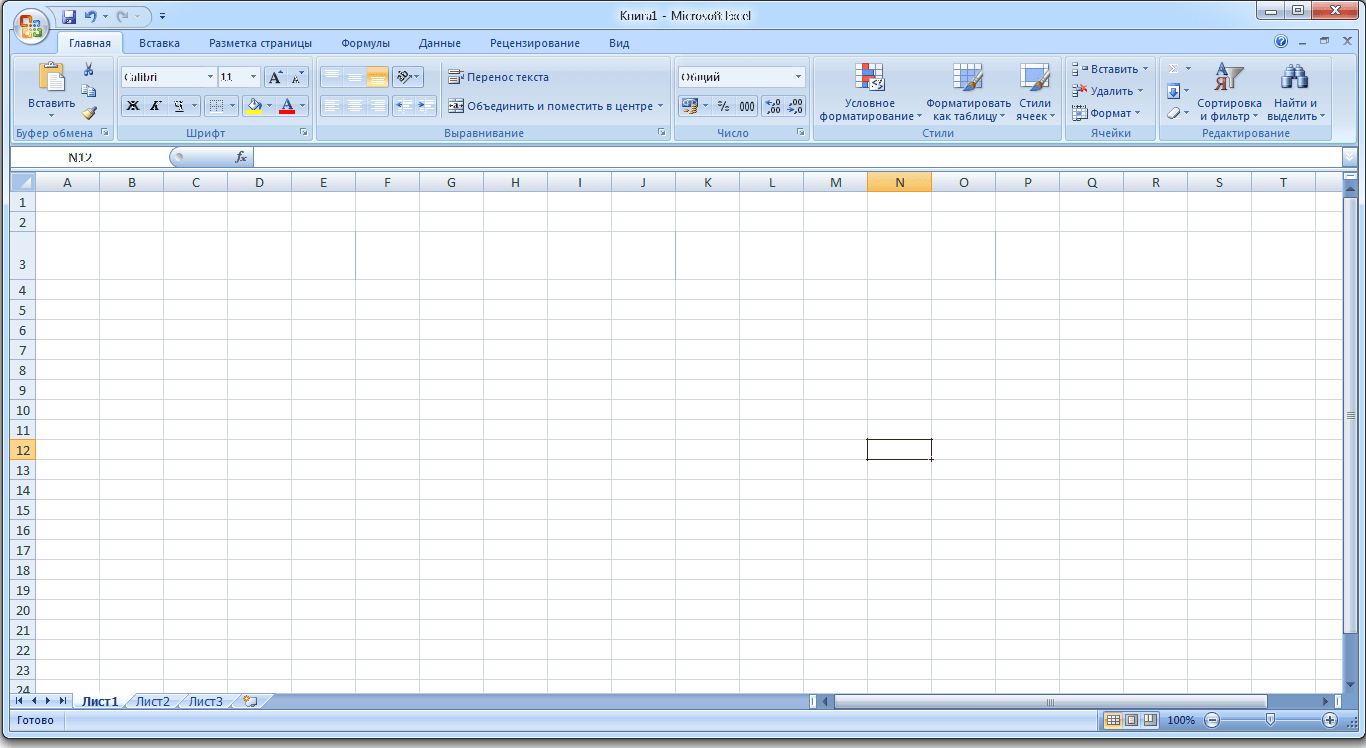 Книга1 - Microsoft Excel
Главная Вставка Разметка страницы Формулы Данные Рецензирование Вид
Вставить
Буфер обмена
Calibri 11
Ж К Ч
Шрифт
Перенос текста
Объединить и поместить в центре
Выравнивание
Общий
% 000
Число
Условное форматирование
Форматировать как таблицу
Стили ячеек
Стили
Вставить
Удалить
Формат
Ячейки
Σ
Сортировка и фильтр
Найти и выделить
Редактирование
N12 fx
A B C D E F G H I J K L M N O P Q R S T
1
2
3
4
5
6
7
8
9
10
11
12
13
14
15
16
17
18
19
20
21
22
23
24
Лист1 Лист2 Лист3
Готово 100%